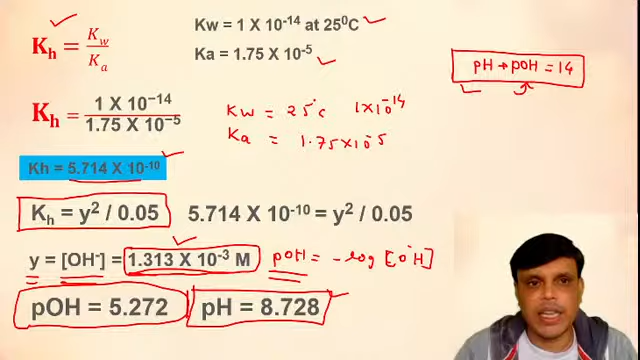 Kh = Kw / Ka
Kw = 1 X 10⁻¹⁴ at 25⁰C
Ka = 1.75 X 10⁻⁵
pH + pOH = 14
Kh = 1 X 10⁻¹⁴ / 1.75 X 10⁻⁵
Kw = 25°c 1x10⁻¹⁴
Ka = 1.75x10⁻⁵
Kh = 5.714 X 10⁻¹⁰
Kh = y² / 0.05
5.714 X 10⁻¹⁰ = y² / 0.05
y = [OH⁻] = 1.313 X 10⁻³ M
pOH = -log [OH]
pOH = 5.272
pH = 8.728